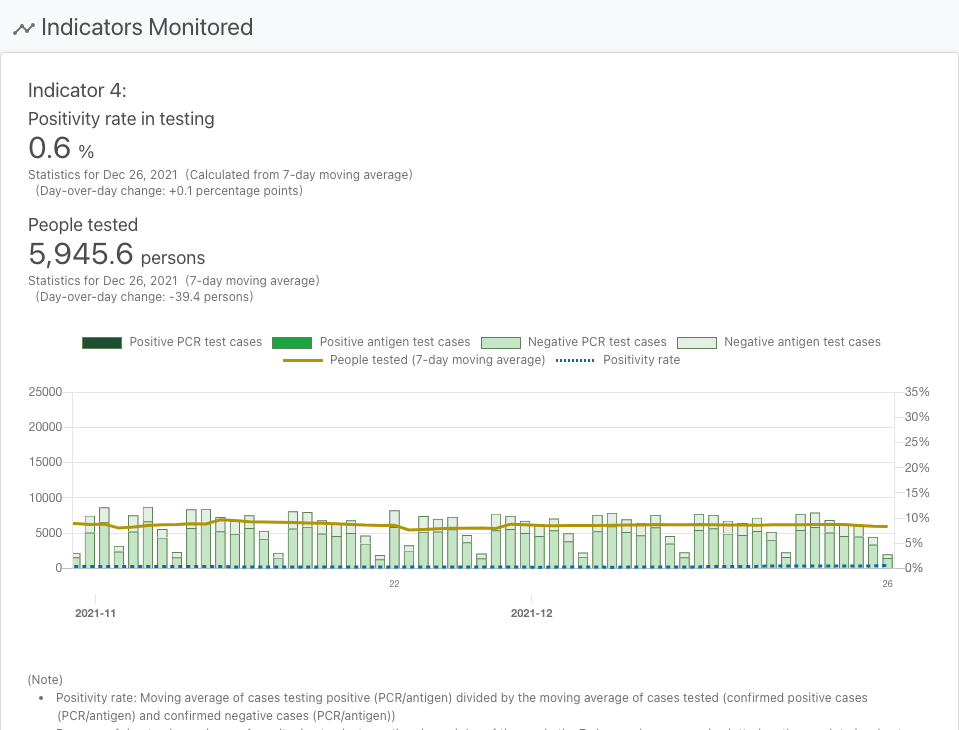 Indicators Monitored
Indicator 4:
Positivity rate in testing
0.6 %
Statistics for Dec 26, 2021 (Calculated from 7-day moving average)
(Day-over-day change: +0.1 percentage points)
People tested
5,945.6 persons
Statistics for Dec 26, 2021 (7-day moving average)
(Day-over-day change: -39.4 persons)
Positive PCR test cases Positive antigen test cases Negative PCR test cases Negative antigen test cases
People tested (7-day moving average) Positivity rate
25000 35%
30%
20000
25%
15000
20%
15%
10000
10%
5000
5%
0 0%
22 26
2021-11 2021-12
(Note)
• Positivity rate: Moving average of cases testing positive (PCR/antigen) divided by the moving average of cases tested (confirmed positive cases
(PCR/antigen) and confirmed negative cases (PCR/antigen))